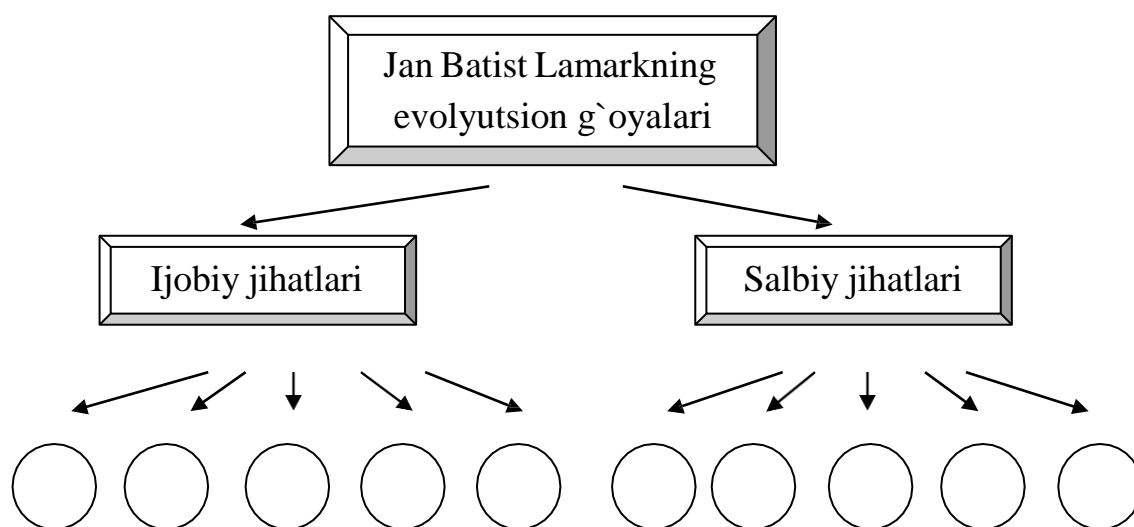 Jan Batist Lamarkning
evolyutsion g`oyalari
Ijobiy jihatlari
Salbiy jihatlari